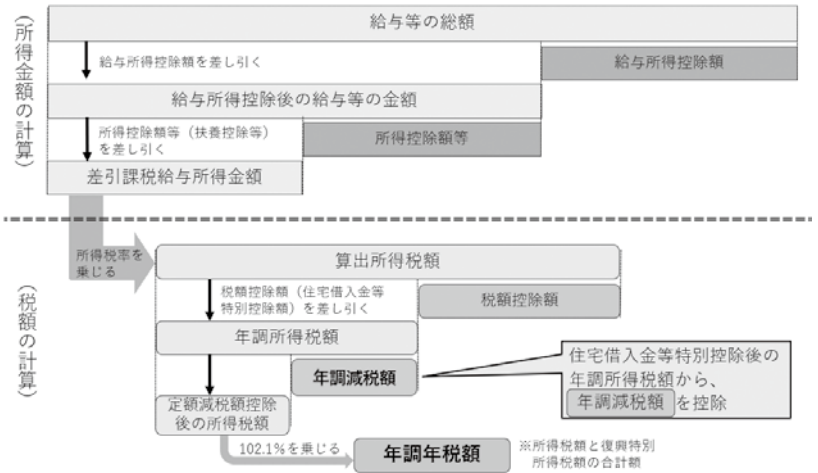 (所得金額の計算)
給与等の総額
給与所得控除額を差し引く
給与所得控除額
給与所得控除後の給与等の金額
所得控除額等（扶養控除等）
を差し引く
所得控除額等
差引課税給与所得金額
(税額の計算)
所得税率を
乗じる
算出所得税額
税額控除額（住宅借入金等
特別控除額）を差し引く
税額控除額
年調所得税額
年調減税額
住宅借入金等特別控除後の
年調所得税額から、
年調減税額 を控除
定額減税額控除
後の所得税額
102.1％を乗じる
年調年税額
※所得税額と復興特別
所得税額の合計額